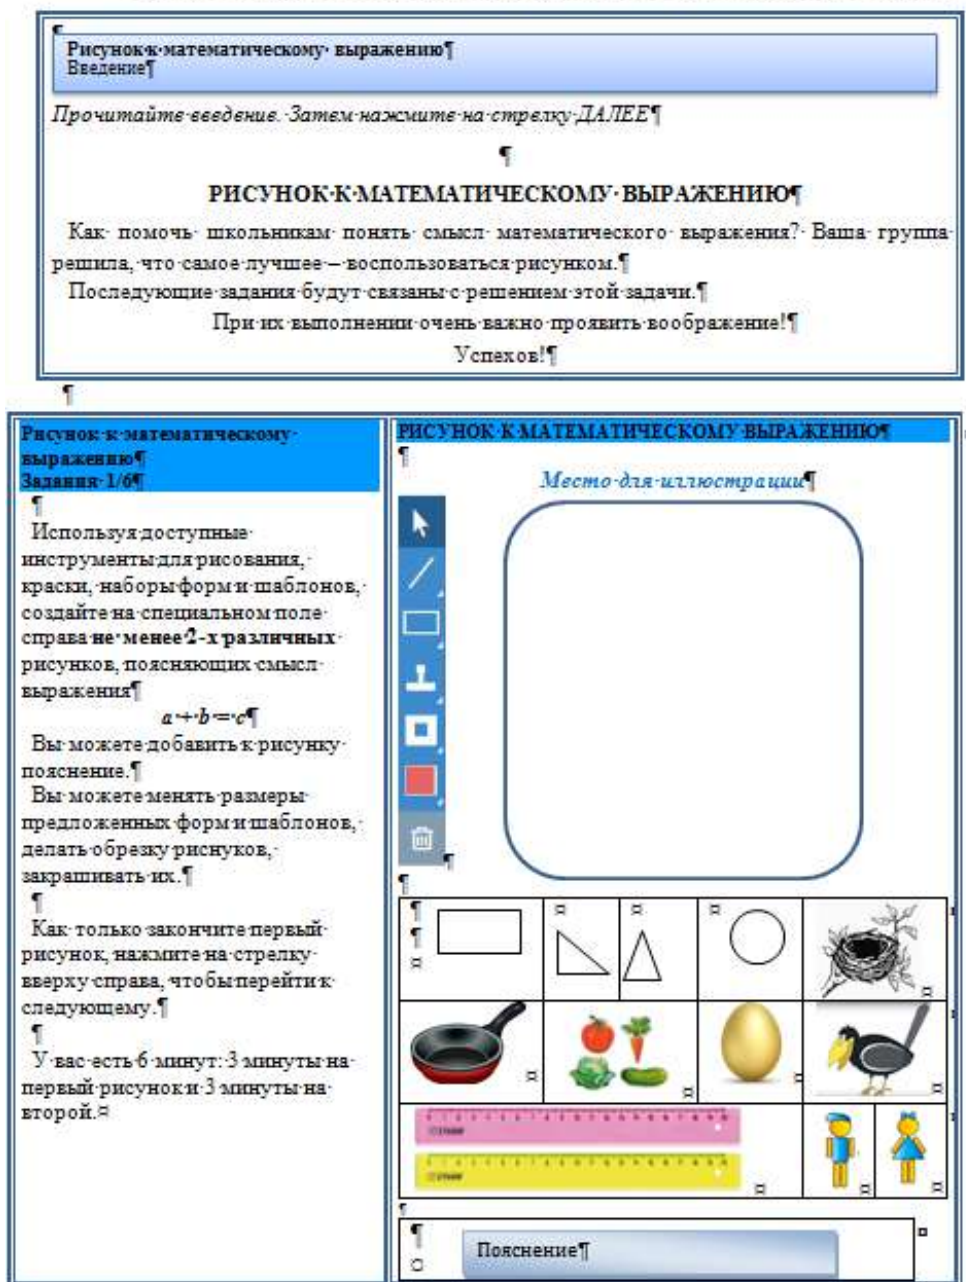 Рисунок к математическому выражению¶
Введение¶
Прочитайте введение. Затем нажмите на стрелку ДАЛЕЕ¶
¶
РИСУНОК К МАТЕМАТИЧЕСКОМУ ВЫРАЖЕНИЮ¶
Как помочь школьникам понять смысл математического выражения? Ваша группа
решила, что самое лучшее – воспользоваться рисунком.¶
Последующие задания будут связаны с решением этой задачи.¶
При их выполнении очень важно проявить воображение!¶
Успехов!¶
¶
Рисунок к математическому
выражению¶
Задания 1/6¶
¶
Используя доступные
инструменты для рисования,
краски, наборы форм и шаблонов,
создайте на специальном поле
справа не менее 2-х различных
рисунков, поясняющих смысл
выражения¶
a + b = c¶
Вы можете добавить к рисунку
пояснение.¶
Вы можете менять размеры
предложенных форм и шаблонов,
делать обрезку риснуков,
закрашивать их.¶
¶
Как только закончите первый
рисунок, нажмите на стрелку
вверху справа, чтобы перейти к
следующему.¶
¶
У вас есть 6 минут: 3 минуты на
первый рисунок и 3 минуты на
второй.¤
РИСУНОК К МАТЕМАТИЧЕСКОМУ ВЫРАЖЕНИЮ¶
¶
Место для иллюстрации¶
Пояснение¶